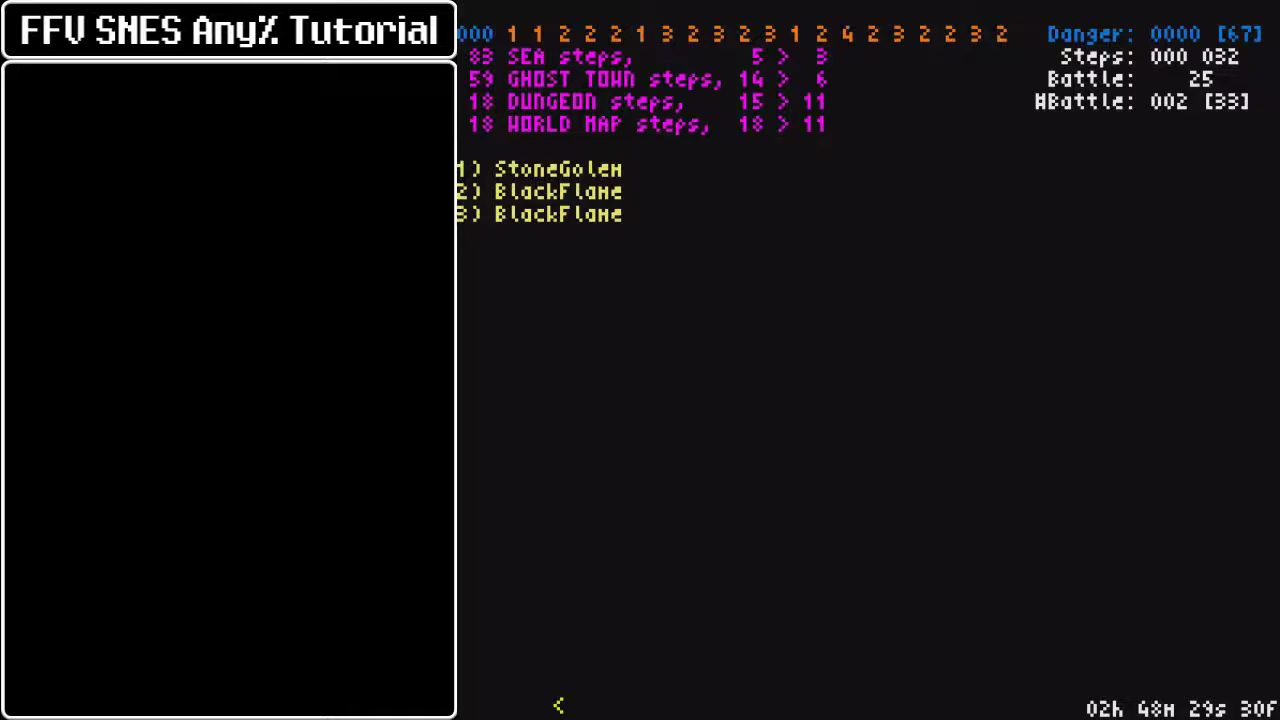 FFV SNES Any% Tutorial
000 1 1 2 2 2 1 3 2 3 2 3 1 2 4 2 3 2 2 3 2 Danger: 0000 [67]
83 SEA steps, 5 > 3 Steps: 000 032
59 GHOST TOWN steps, 14 > 6 Battle: 25
18 DUNGEON steps, 15 > 11 #Battle: 002 [33]
18 WORLD MAP steps, 18 > 11
1) StoneGolem
2) BlackFlame
3) BlackFlame
<
02h 48m 29s 30f